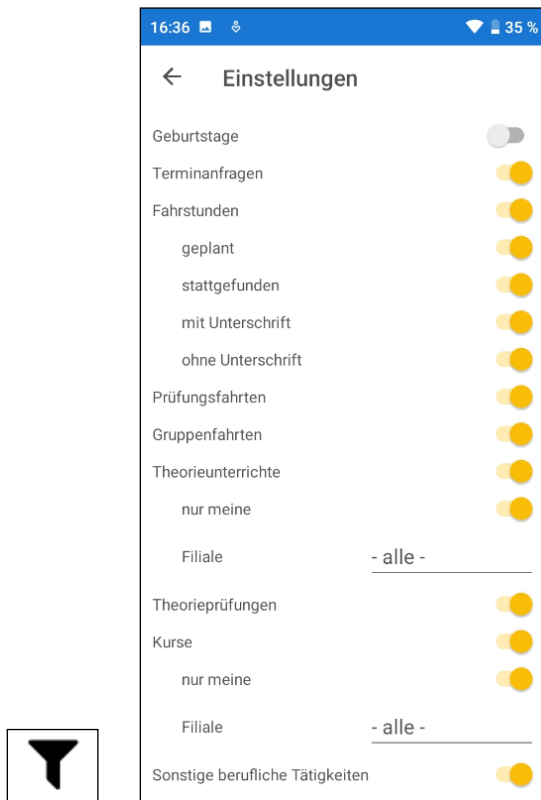 16:36 35 %
Einstellungen
Geburtstage
Terminanfragen
Fahrstunden
geplant
stattgefunden
mit Unterschrift
ohne Unterschrift
Prüfungsfahrten
Gruppenfahrten
Theorieunterrichte
nur meine
Filiale - alle -
Theorieprüfungen
Kurse
nur meine
Filiale - alle -
Sonstige berufliche Tätigkeiten